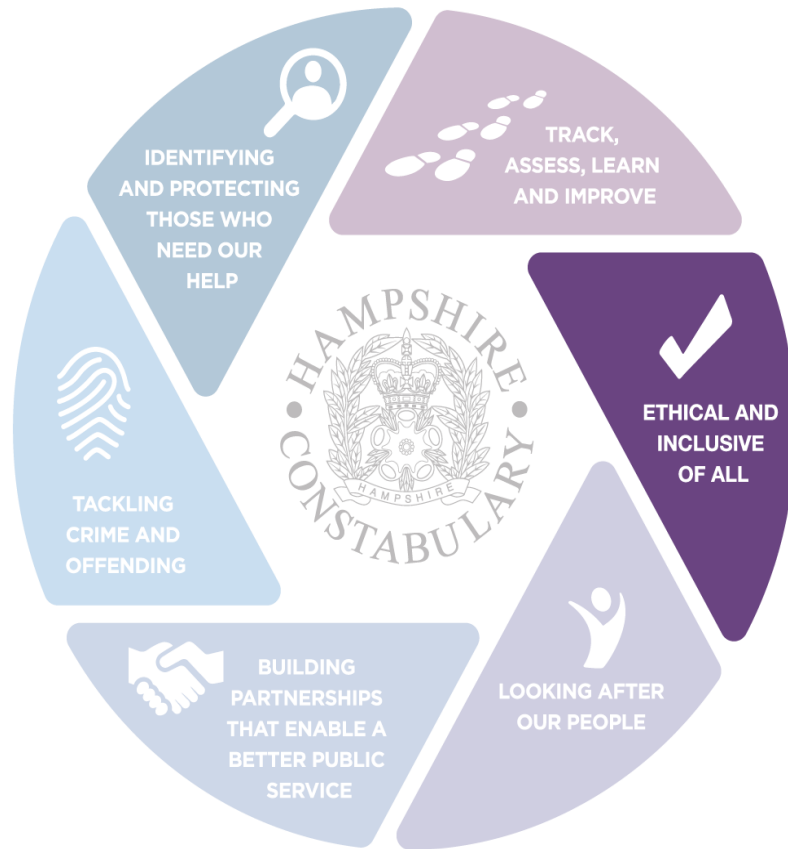 IDENTIFYING
AND PROTECTING
THOSE WHO
NEED OUR
HELP
TRACK,
ASSESS, LEARN
AND IMPROVE
ETHICAL AND
INCLUSIVE
OF ALL
LOOKING AFTER
OUR PEOPLE
BUILDING
PARTNERSHIPS
THAT ENABLE A
BETTER PUBLIC
SERVICE
TACKLING
CRIME AND
OFFENDING
HAMPSHIRE
CONSTABULARY
HAMPSHIRE